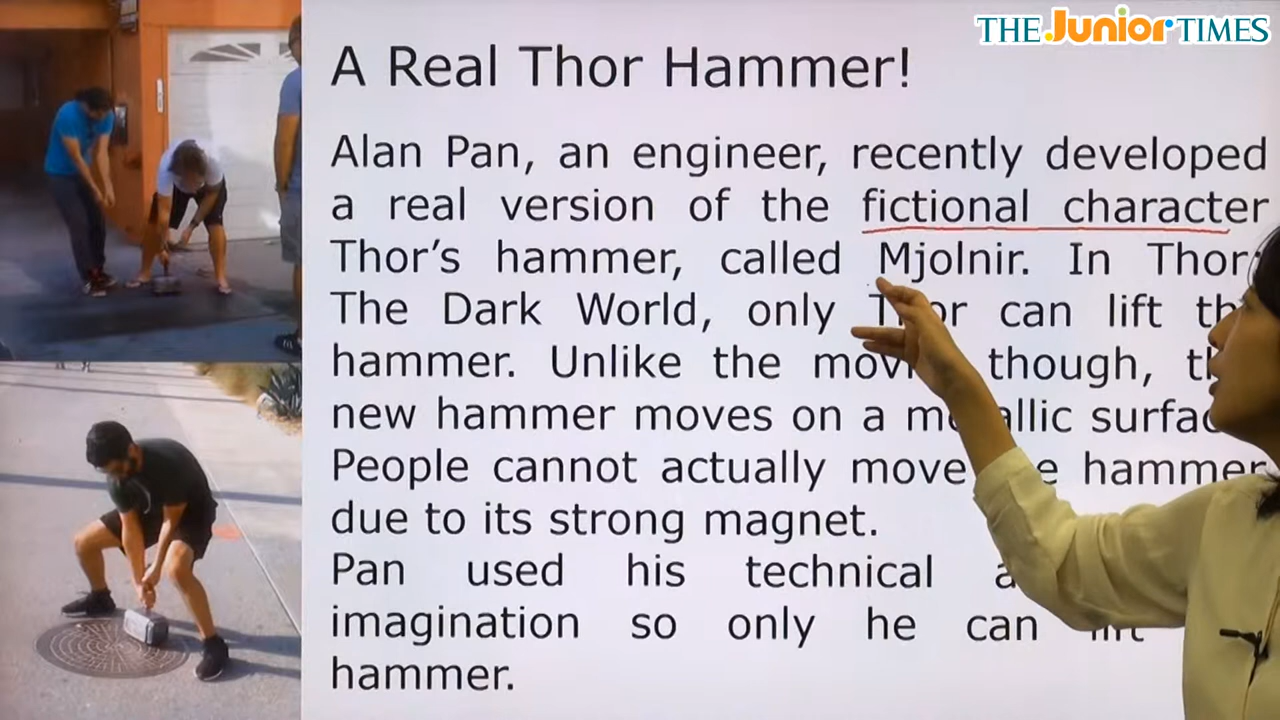 THE Junior TIMES
A Real Thor Hammer!
Alan Pan, an engineer, recently developed
a real version of the fictional character
Thor's hammer, called Mjolnir. In Thor:
The Dark World, only Thor can lift
hammer. Unlike the though,
new hammer moves on a metallic
People cannot actually move hammer
due to its strong magnet.
Pan used his technical
imagination so only he can lift
hammer.